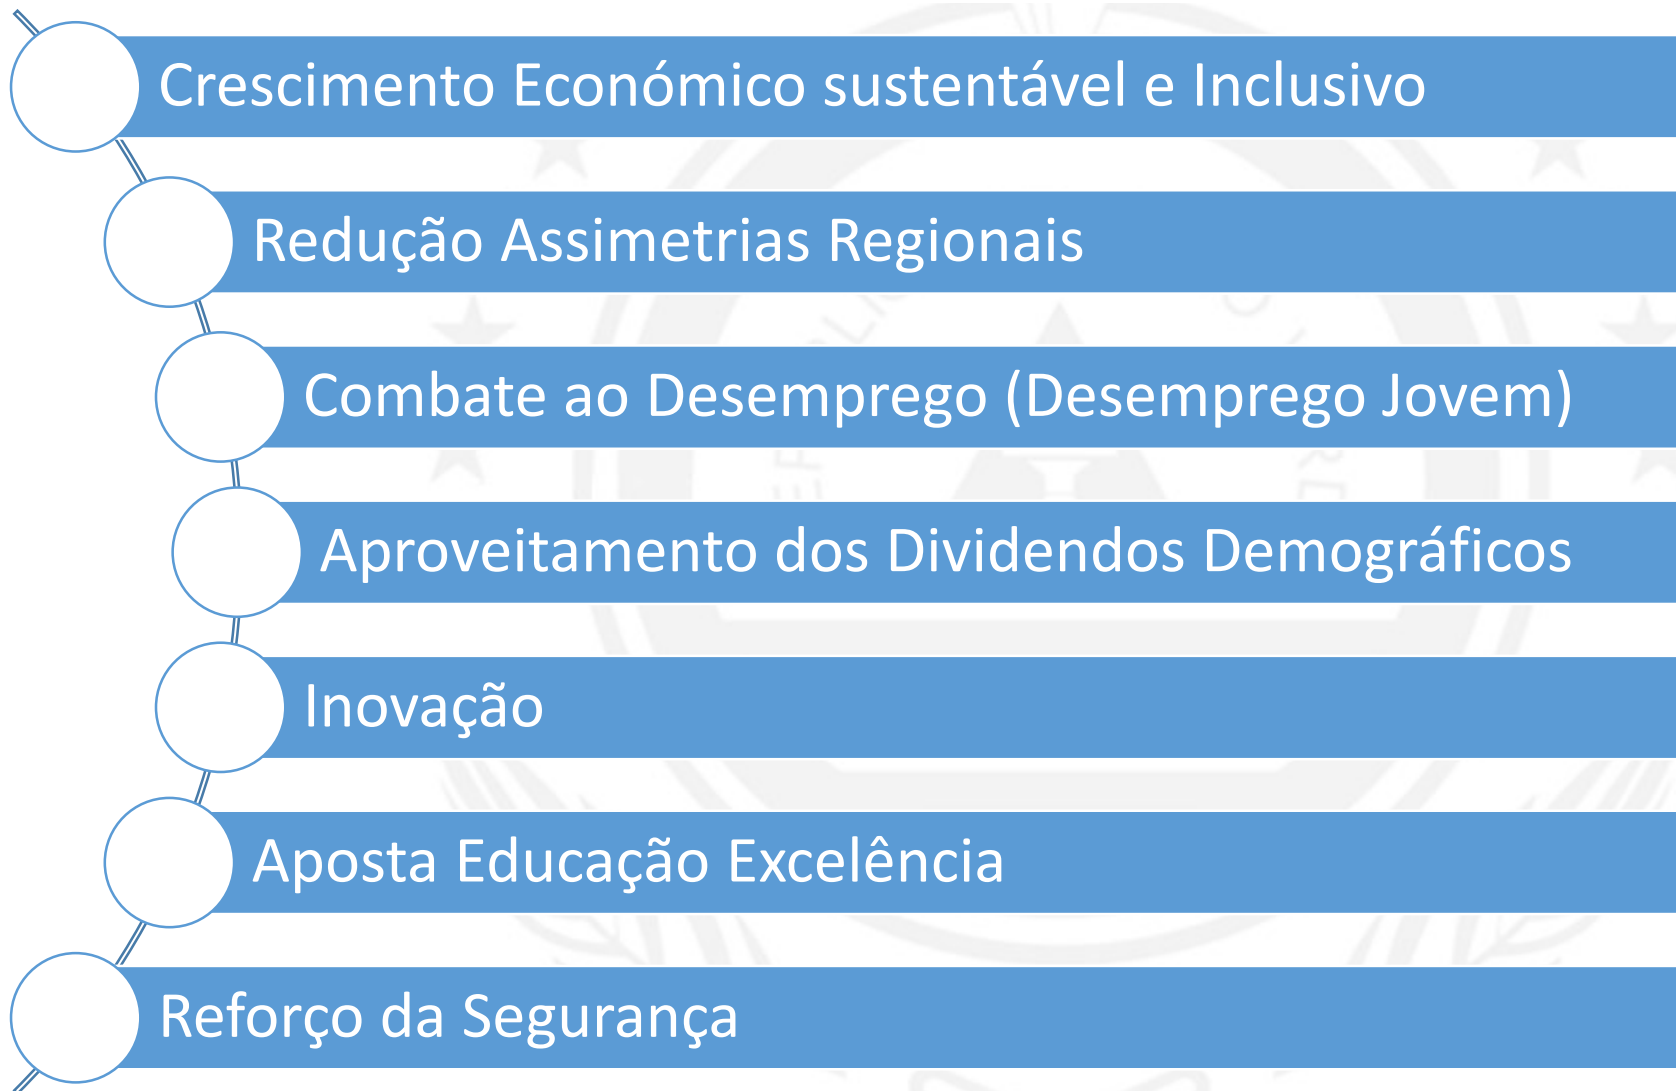 Crescimento Económico sustentável e Inclusivo
Redução Assimetrias Regionais
Combate ao Desemprego (Desemprego Jovem)
Aproveitamento dos Dividendos Demográficos
Inovação
Aposta Educação Excelência
Reforço da Segurança